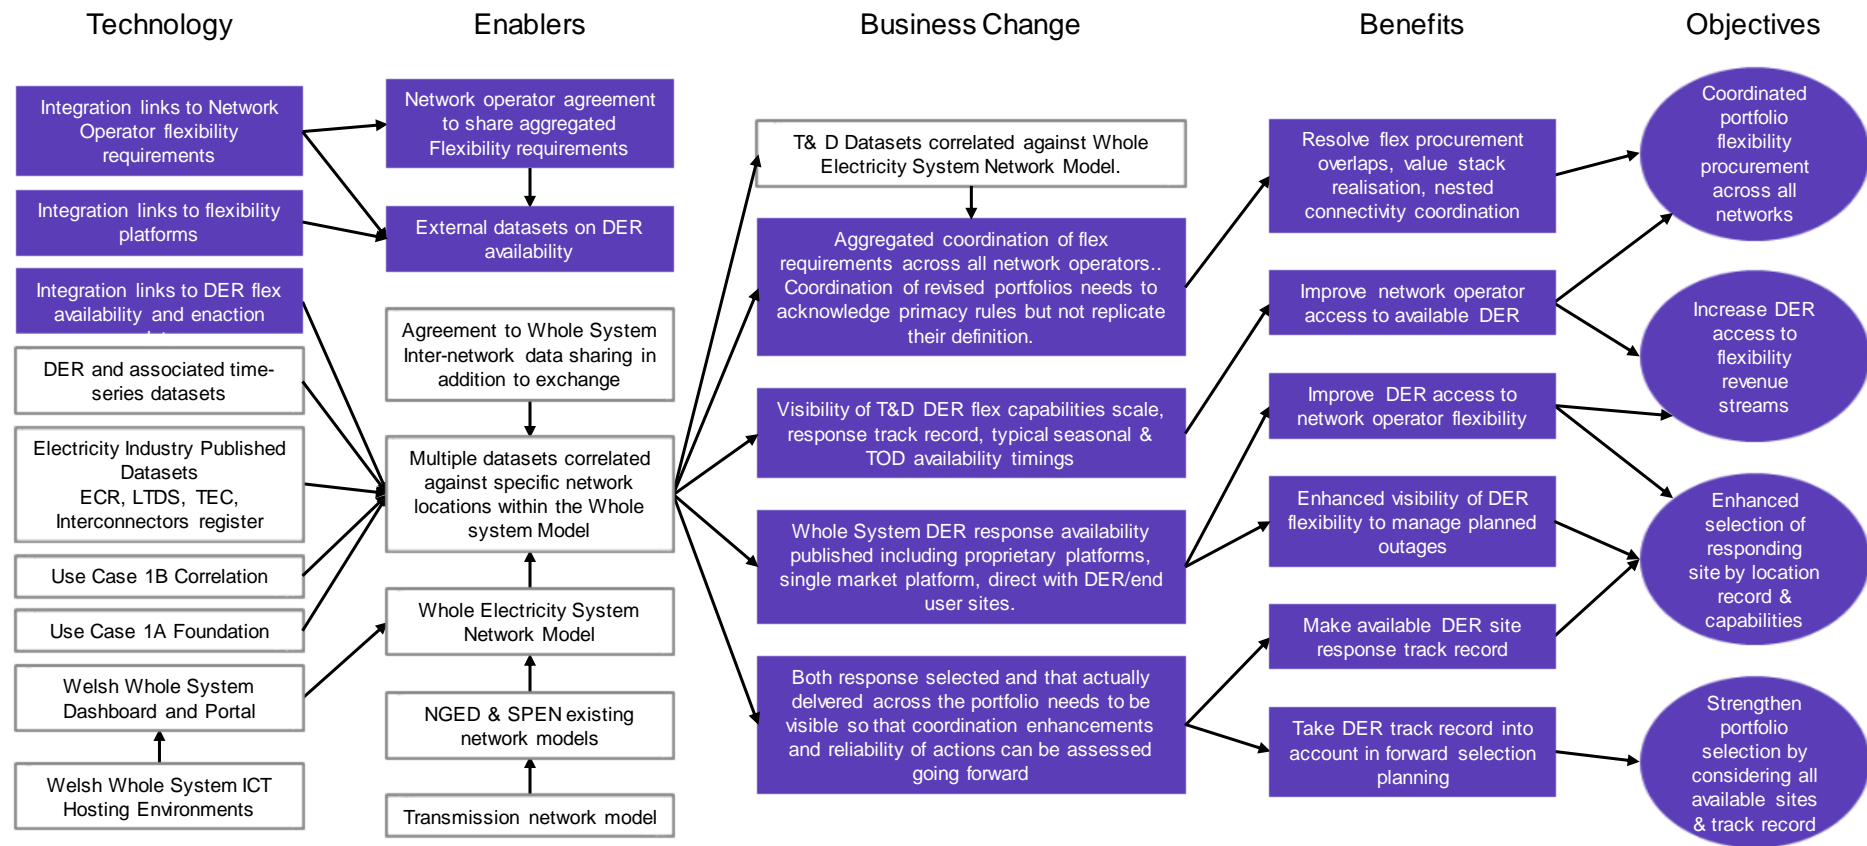 Technology
Enablers
Business Change
Benefits
Objectives
Integration links to Network
Operator flexibility
requirements
Integration links to flexibility
platforms
Integration links to DER flex
availability and enaction
DER and associated time-
series datasets
Electricity Industry Published
Datasets
ECR, LTDS, TEC,
Interconnectors register
Use Case 1B Correlation
Use Case 1A Foundation
Welsh Whole System
Dashboard and Portal
Welsh Whole System ICT
Hosting Environments
Network operator agreement
to share aggregated
Flexibility requirements
External datasets on DER
availability
Agreement to Whole System
Inter-network data sharing in
addition to exchange
Multiple datasets correlated
against specific network
locations within the Whole
system Model
Whole Electricity System
Network Model
NGED & SPEN existing
network models
Transmission network model
T& D Datasets correlated against Whole
Electricity System Network Model.
Aggregated coordination of flex
requirements across all network operators..
Coordination of revised portfolios needs to
acknowledge primacy rules but not replicate
their definition.
Visibility of T&D DER flex capabilities scale,
response track record, typical seasonal &
TOD availability timings
Whole System DER response availability
published including proprietary platforms,
single market platform, direct with DER/end
user sites.
Both response selected and that actually
delvered across the portfolio needs to be
visible so that coordination enhancements
and reliability of actions can be assessed
going forward
Resolve flex procurement
overlaps, value stack
realisation, nested
connectivity coordination
Improve network operator
access to available DER
Improve DER access to
network operator flexibility
Enhanced visibility of DER
flexibility to manage planned
outages
Make available DER site
response track record
Take DER track record into
account in forward selection
planning
Coordinated
portfolio
flexibility
procurement
across all
networks
Increase DER
access to
flexibility
revenue
streams
Enhanced
selection of
responding
site by location
record &
capabilities
Strengthen
portfolio
selection by
considering all
available sites
& track record